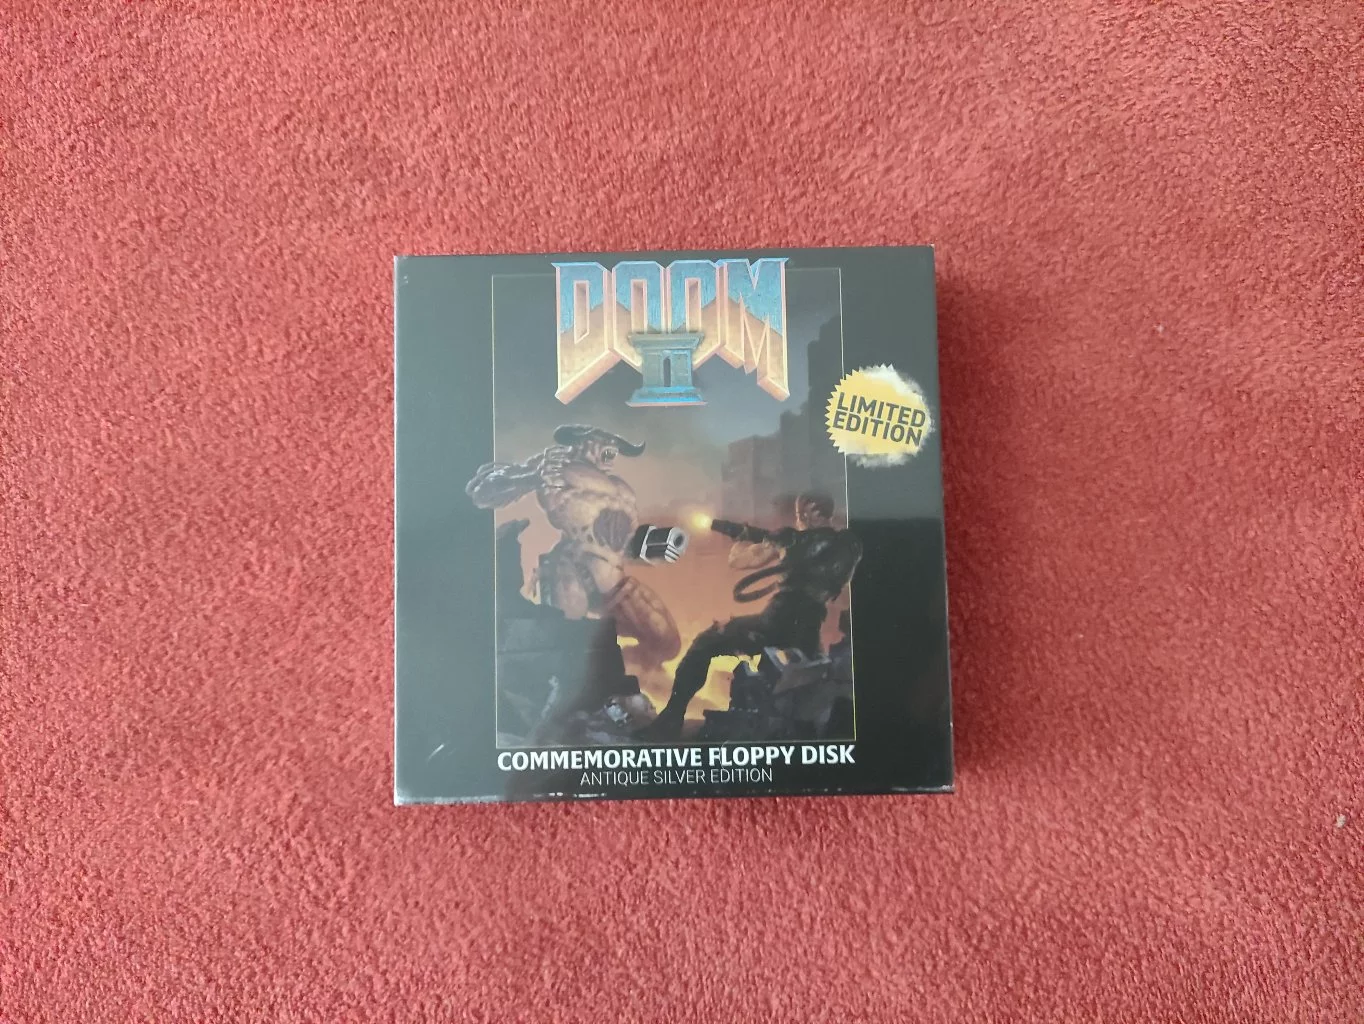 DOOM
II
LIMITED
EDITION
COMMEMORATIVE FLOPPY DISK
ANTIQUE SILVER EDITION